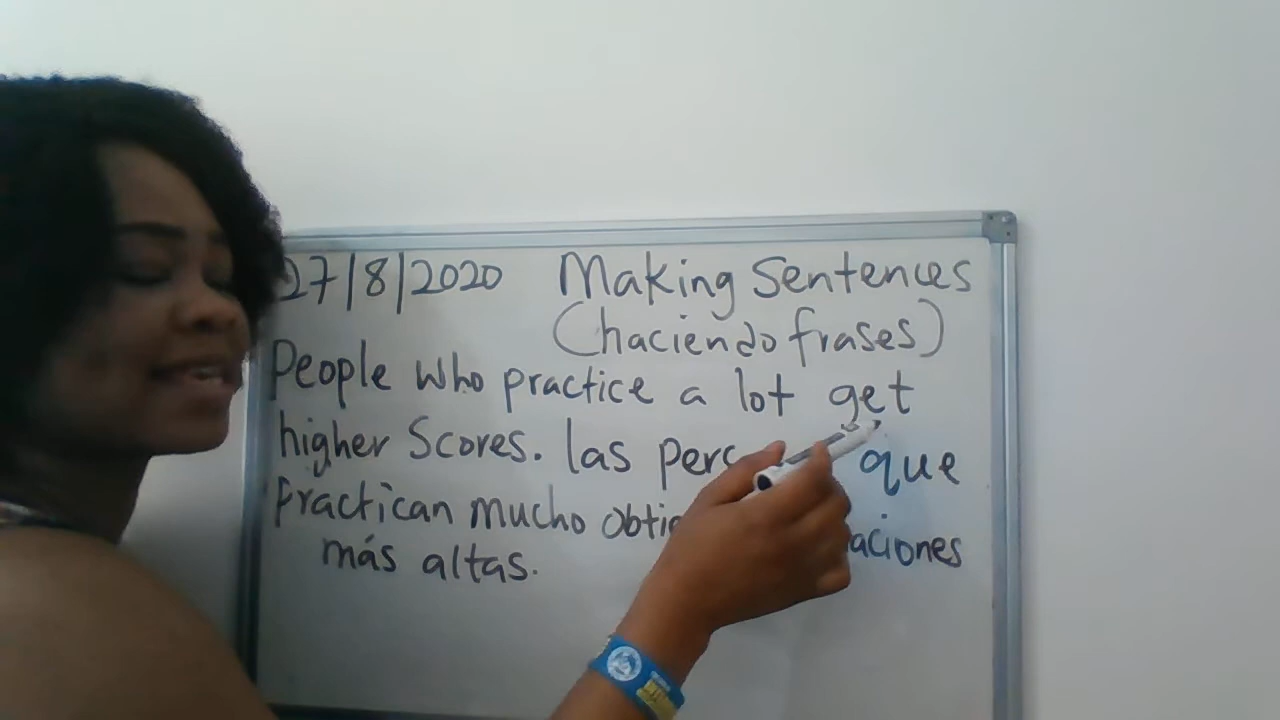 27/8/2020 Making Sentences
(haciendo frases)
People who practice a lot get
higher Scores. las que
Practican mucho
más altas.